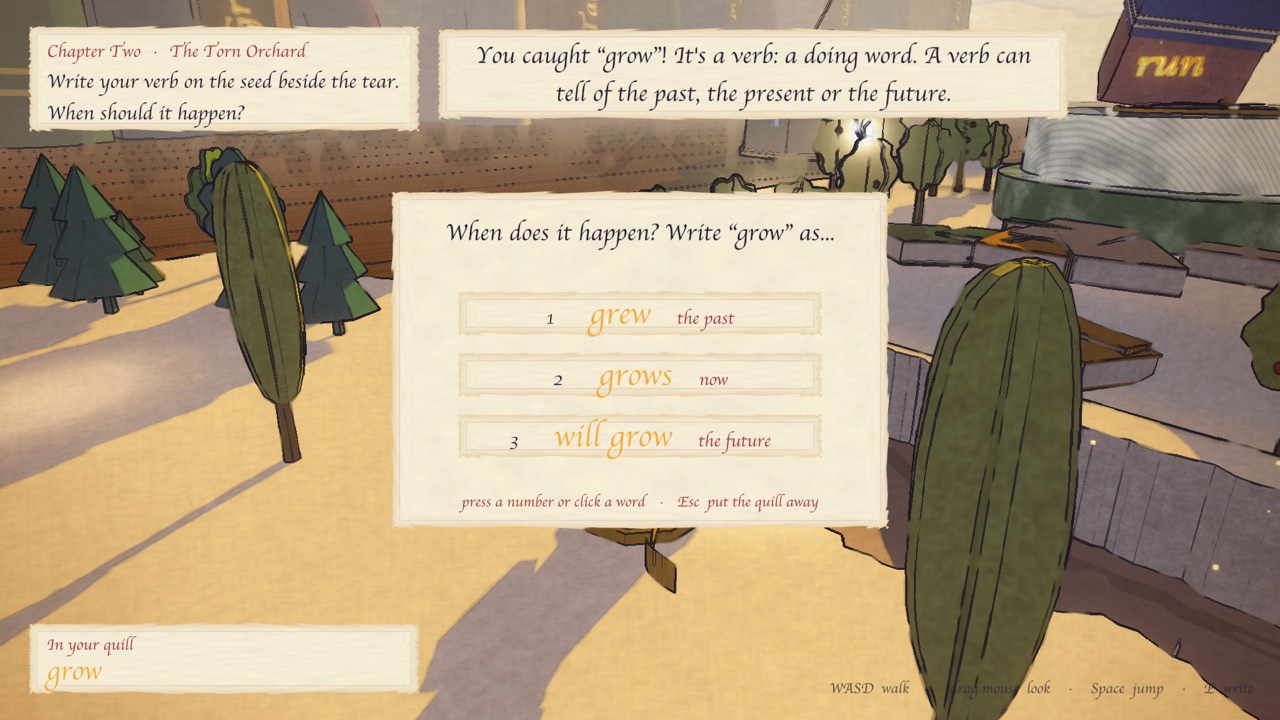 Chapter Two · The Torn Orchard
Write your verb on the seed beside the tear.
When should it happen?
You caught “grow”! It's a verb: a doing word. A verb can
tell of the past, the present or the future.
run
When does it happen? Write “grow” as...
1 grew the past
2 grows now
3 will grow the future
press a number or click a word · Esc put the quill away
In your quill
grow
WASD walk · drag mouse look · Space jump · E write